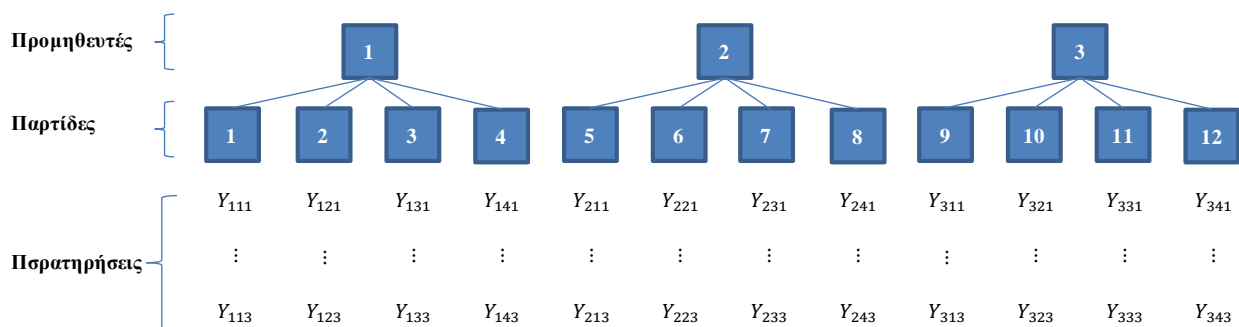 Προμηθευτές 1 2 3
Παρτίδες 1 2 3 4 5 6 7 8 9 10 11 12
Y₁₁₁ Y₁₂₁ Y₁₃₁ Y₁₄₁ Y₂₁₁ Y₂₂₁ Y₂₃₁ Y₂₄₁ Y₃₁₁ Y₃₂₁ Y₃₃₁ Y₃₄₁
Πσρατηρήσεις ⋮ ⋮ ⋮ ⋮ ⋮ ⋮ ⋮ ⋮ ⋮ ⋮ ⋮ ⋮
Y₁₁₃ Y₁₂₃ Y₁₃₃ Y₁₄₃ Y₂₁₃ Y₂₂₃ Y₂₃₃ Y₂₄₃ Y₃₁₃ Y₃₂₃ Y₃₃₃ Y₃₄₃